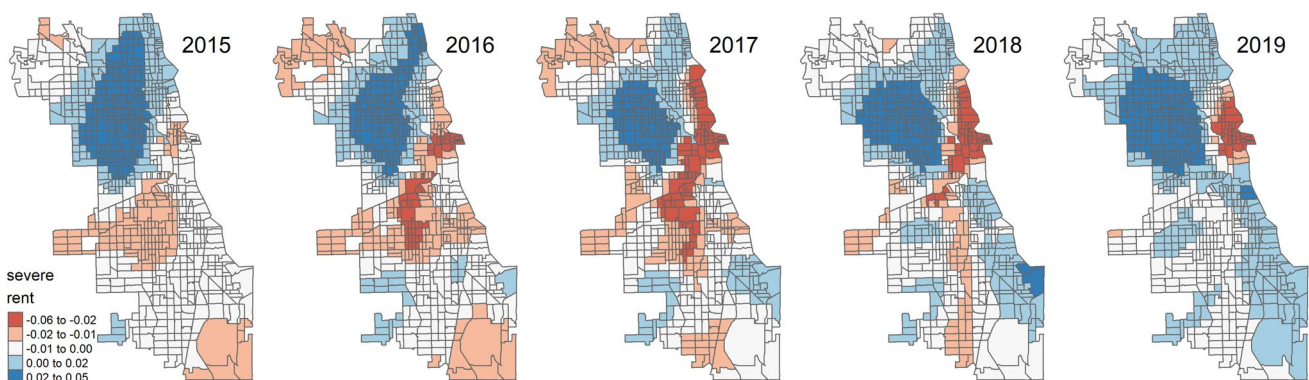 2015
2016
2017
2018
2019
severe
rent
-0.06 to -0.02
-0.02 to -0.01
-0.01 to 0.00
0.00 to 0.02
0.02 to 0.05